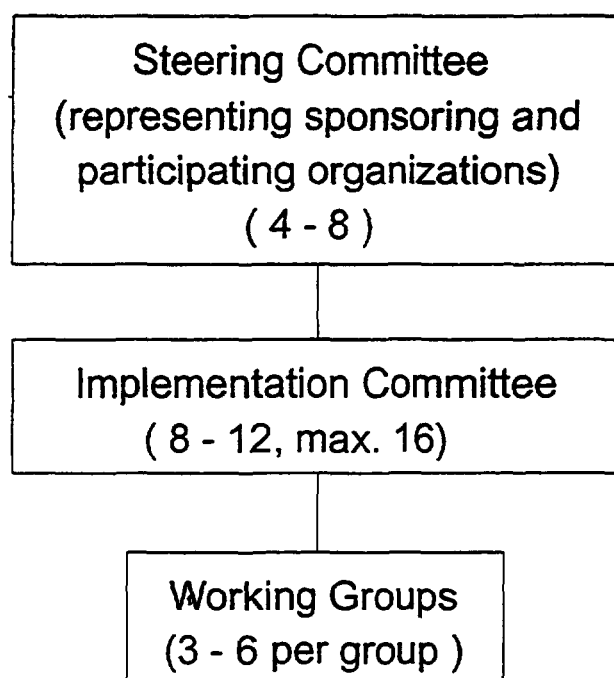 Steering Committee
(representing sponsoring and
participating organizations)
( 4 - 8 )
Implementation Committee
( 8 - 12, max. 16)
Working Groups
(3 - 6 per group )